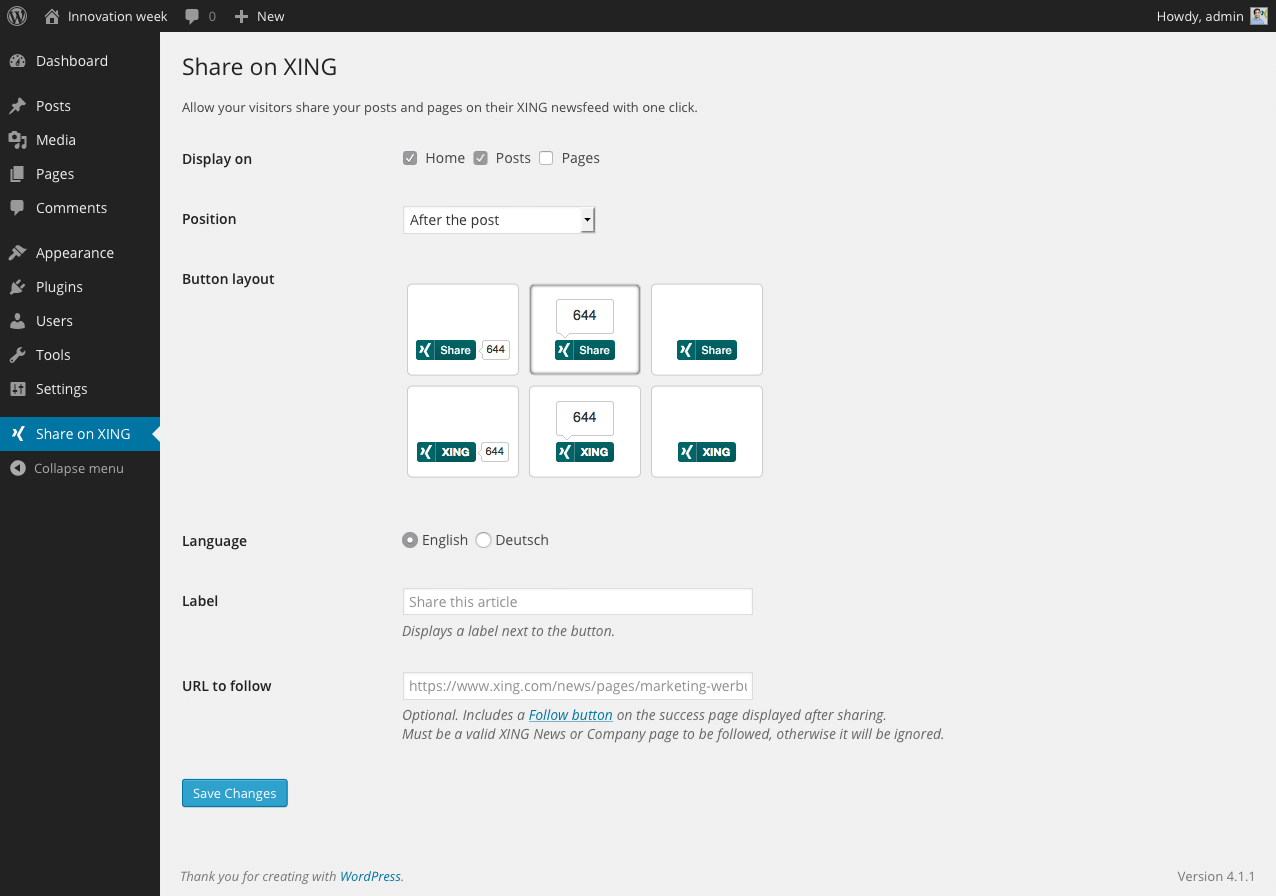 Innovation week 0 New Howdy, admin
Dashboard
Posts
Media
Pages
Comments
Appearance
Plugins
Users
Tools
Settings
Share on XING
Collapse menu
Share on XING
Allow your visitors share your posts and pages on their XING newsfeed with one click.
Display on Home Posts Pages
Position After the post
Button layout
644
Share 644 Share Share
644
XING 644 XING XING
Language English Deutsch
Label Share this article
Displays a label next to the button.
URL to follow https://www.xing.com/news/pages/marketing-werbu
Optional. Includes a Follow button on the success page displayed after sharing.
Must be a valid XING News or Company page to be followed, otherwise it will be ignored.
Save Changes
Thank you for creating with WordPress. Version 4.1.1